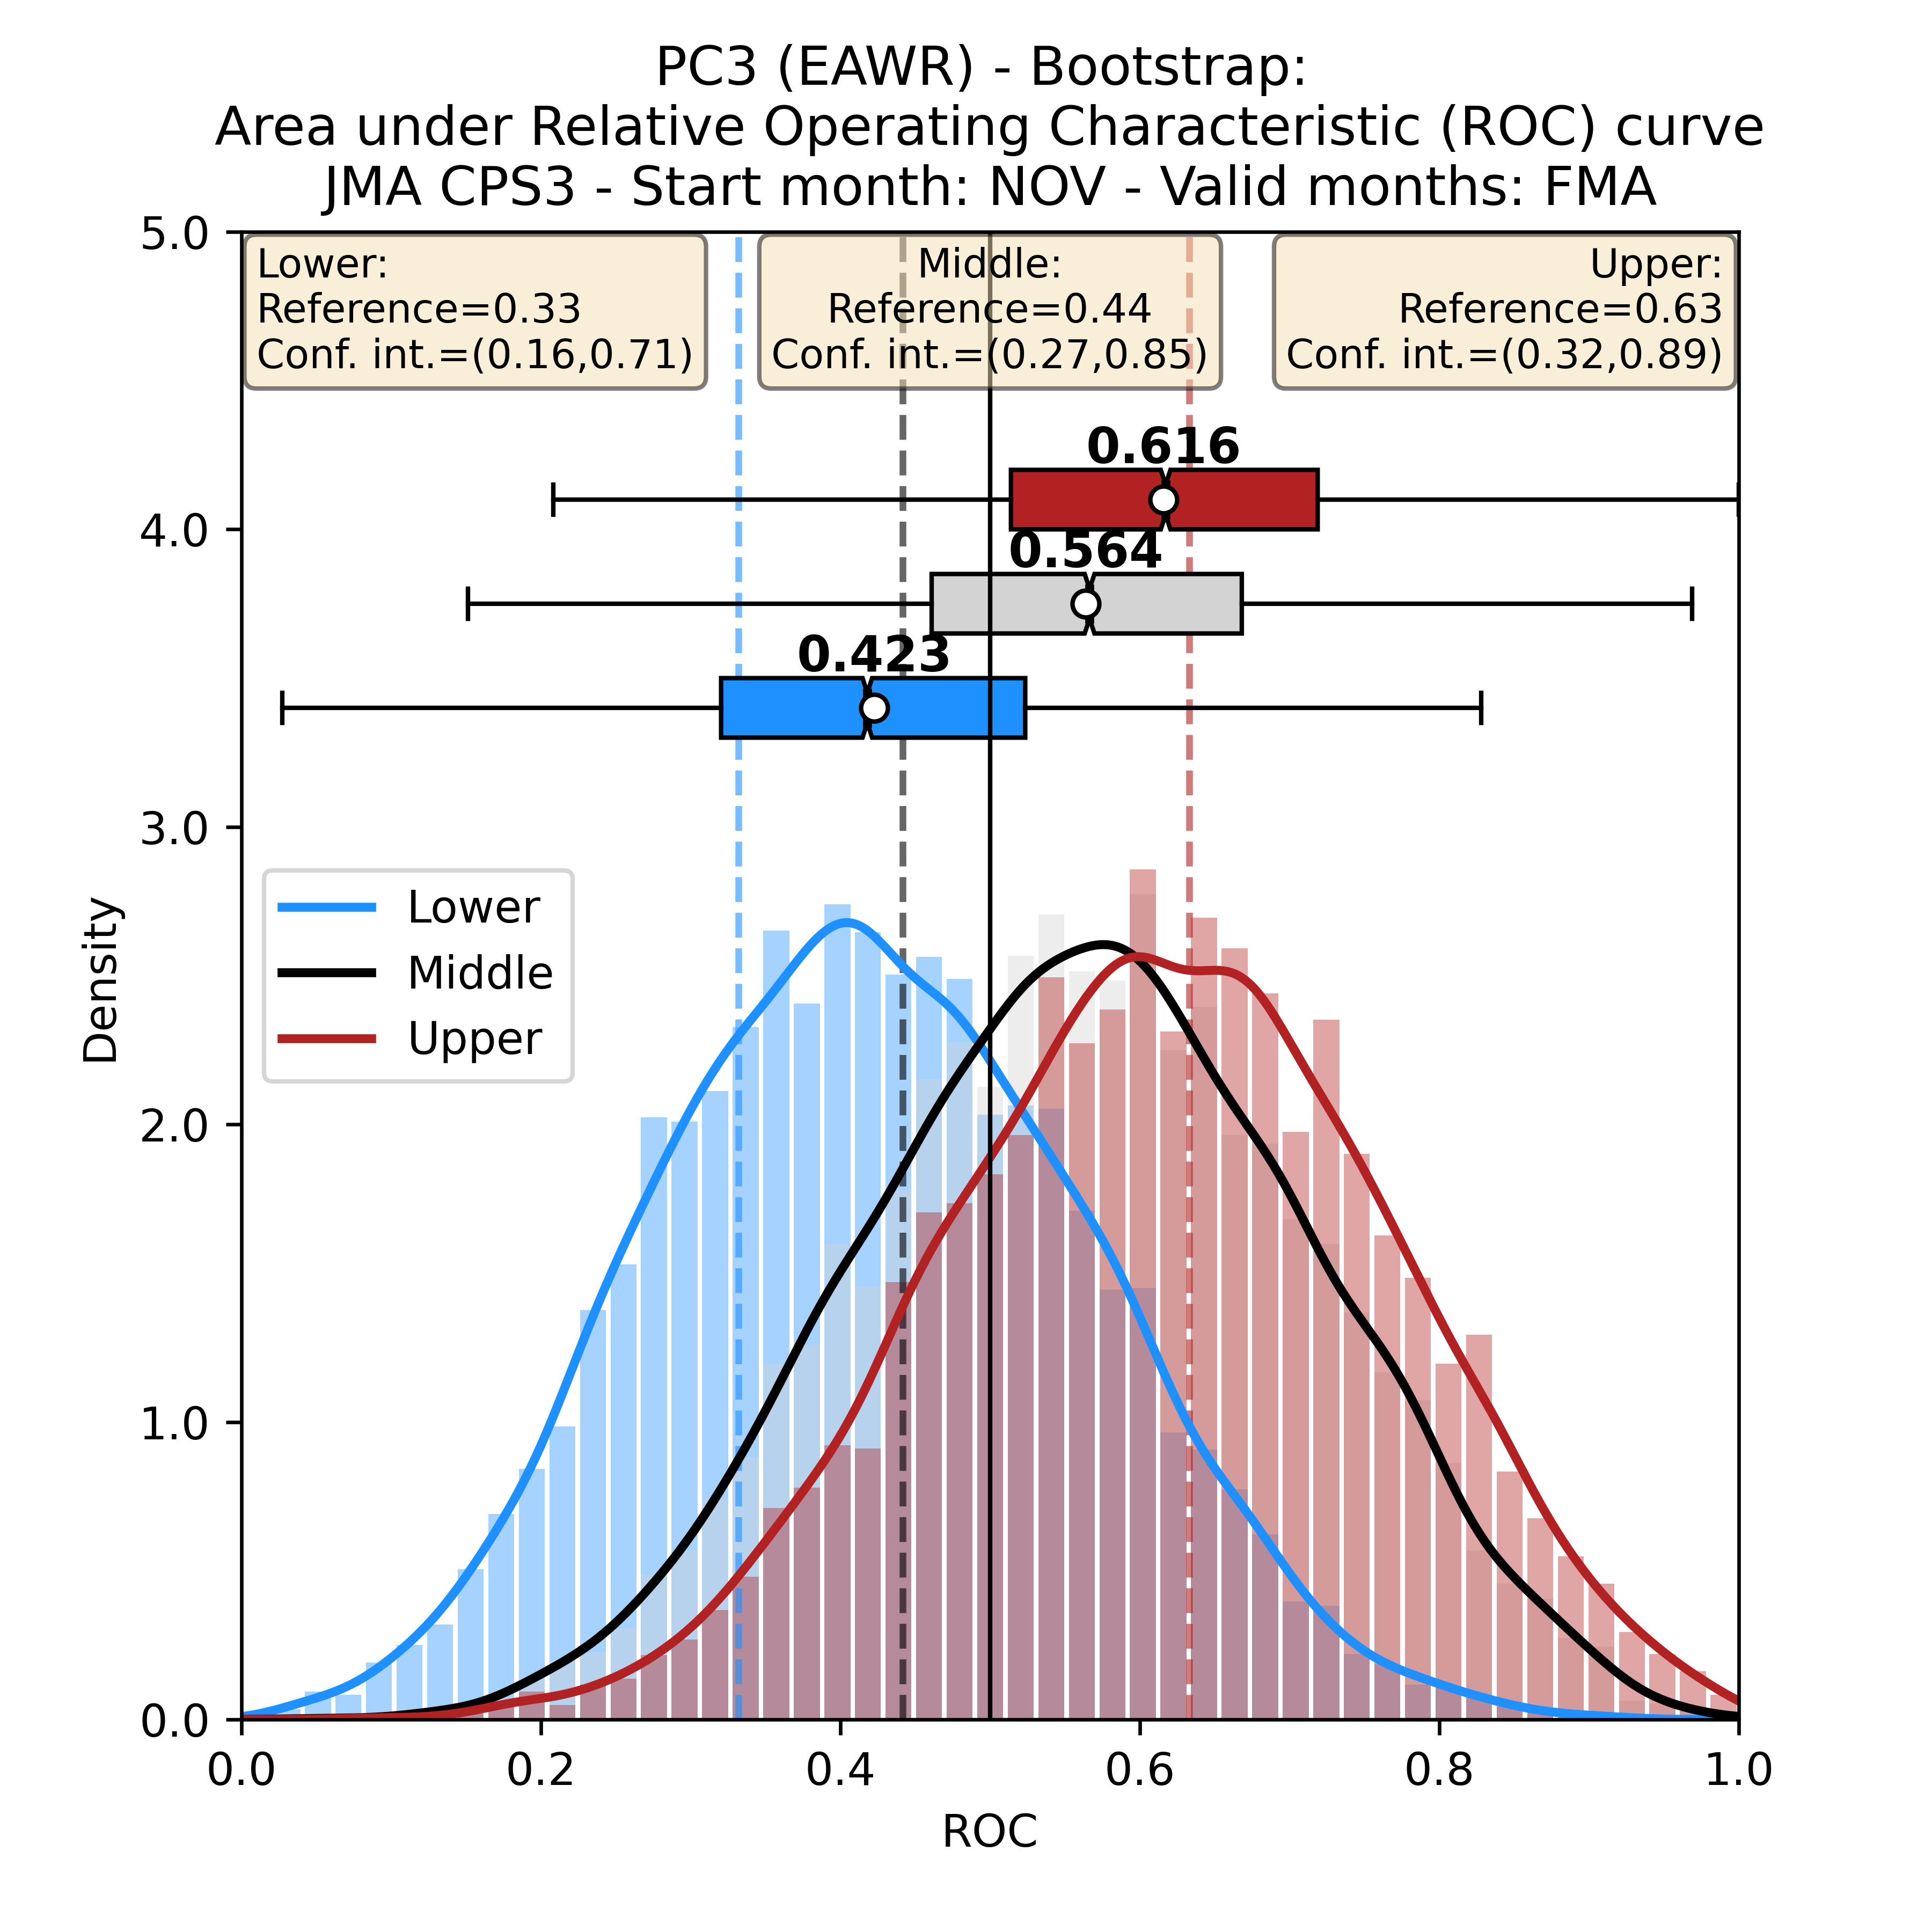 PC3 (EAWR) - Bootstrap:
Area under Relative Operating Characteristic (ROC) curve
JMA CPS3 - Start month: NOV - Valid months: FMA
Lower:
Reference=0.33
Conf. int.=(0.16,0.71)
Middle:
Reference=0.44
Conf. int.=(0.27,0.85)
Upper:
Reference=0.63
Conf. int.=(0.32,0.89)
0.616
0.564
0.423
Lower
Middle
Upper
Density
5.0
4.0
3.0
2.0
1.0
0.0
0.0 0.2 0.4 0.6 0.8 1.0
ROC